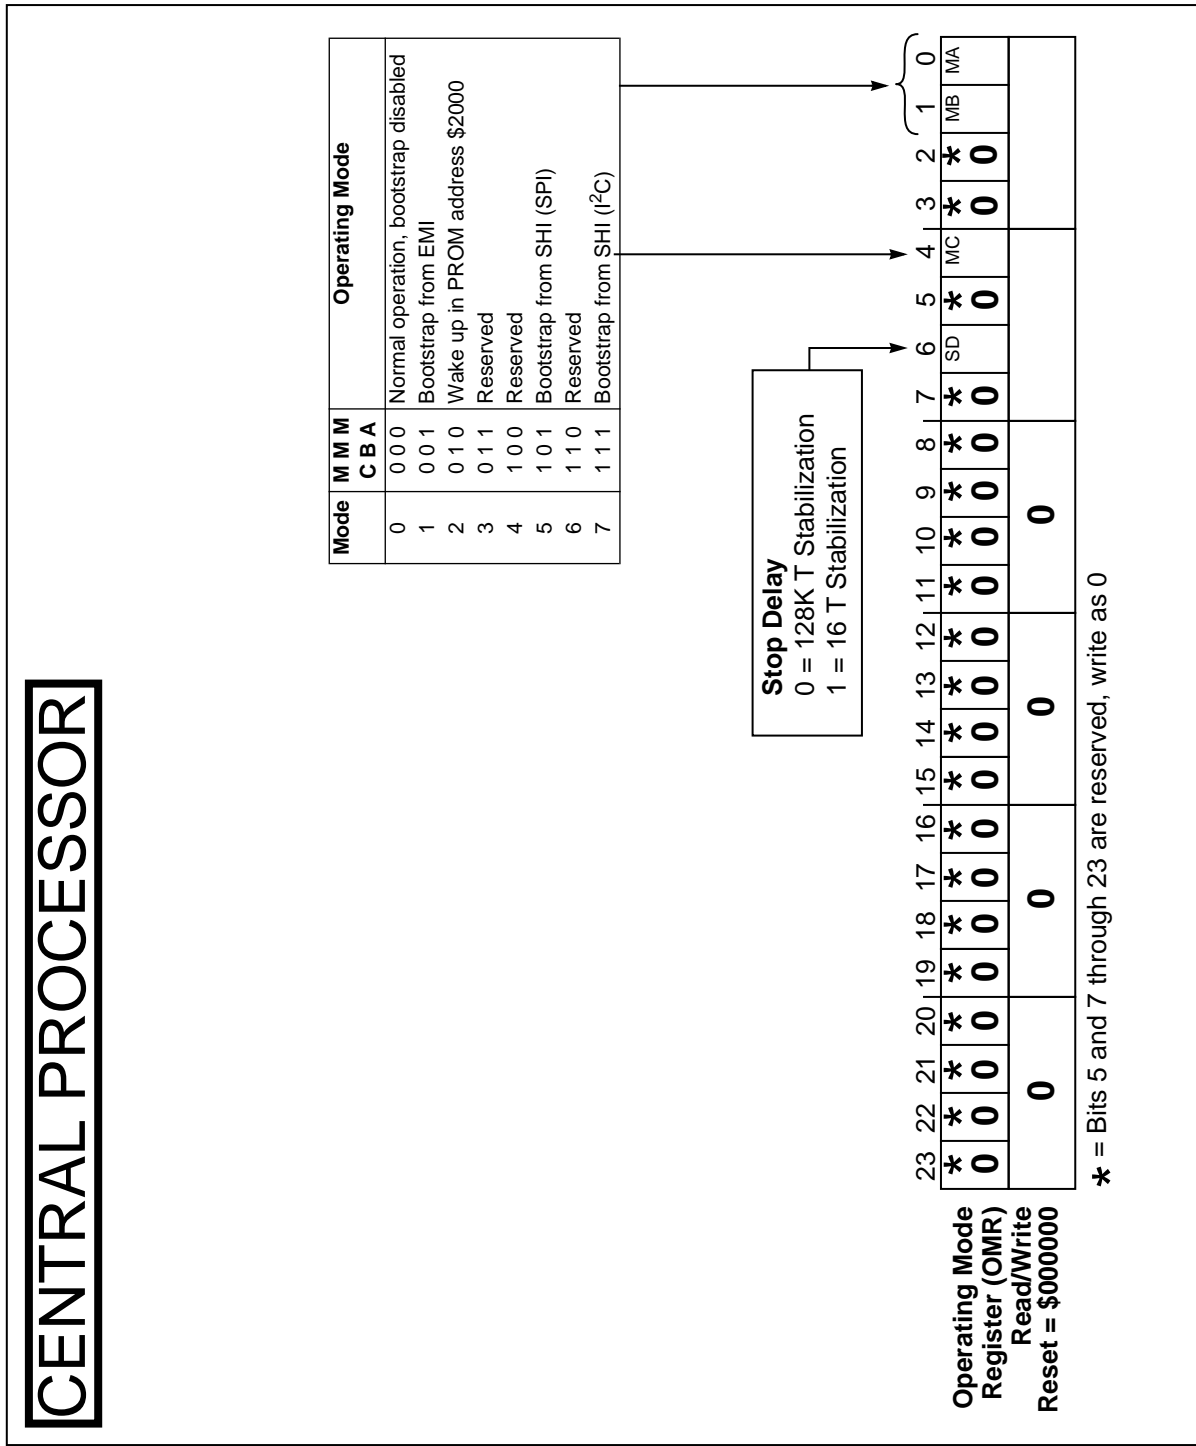 CENTRAL PROCESSOR
Mode M M M Operating Mode
C B A
0 0 0 0 Normal operation, bootstrap disabled
1 0 0 1 Bootstrap from EMI
2 0 1 0 Wake up in PROM address $2000
3 0 1 1 Reserved
4 1 0 0 Reserved
5 1 0 1 Bootstrap from SHI (SPI)
6 1 1 0 Reserved
7 1 1 1 Bootstrap from SHI (I²C)
Stop Delay
0 = 128K T Stabilization
1 = 16 T Stabilization
23 22 21 20 19 18 17 16 15 14 13 12 11 10 9 8 7 6 5 4 3 2 1 0
* * * * * * * * * * * * * * * * * SD * MC * * MB MA
0 0 0 0 0 0 0 0 0 0 0 0 0 0 0 0 0 0 0 0
0 0 0 0
Operating Mode
Register (OMR)
Read/Write
Reset = $000000
* = Bits 5 and 7 through 23 are reserved, write as 0